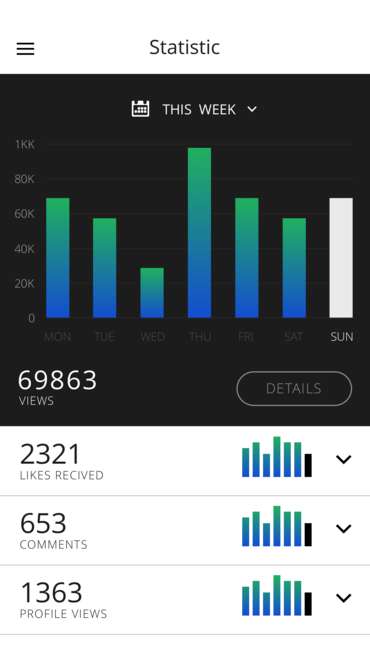 Statistic
THIS WEEK
1KK
80K
60K
40K
20K
0
MON TUE WED THU FRI SAT SUN
69863
VIEWS
DETAILS
2321
LIKES RECIVED
653
COMMENTS
1363
PROFILE VIEWS